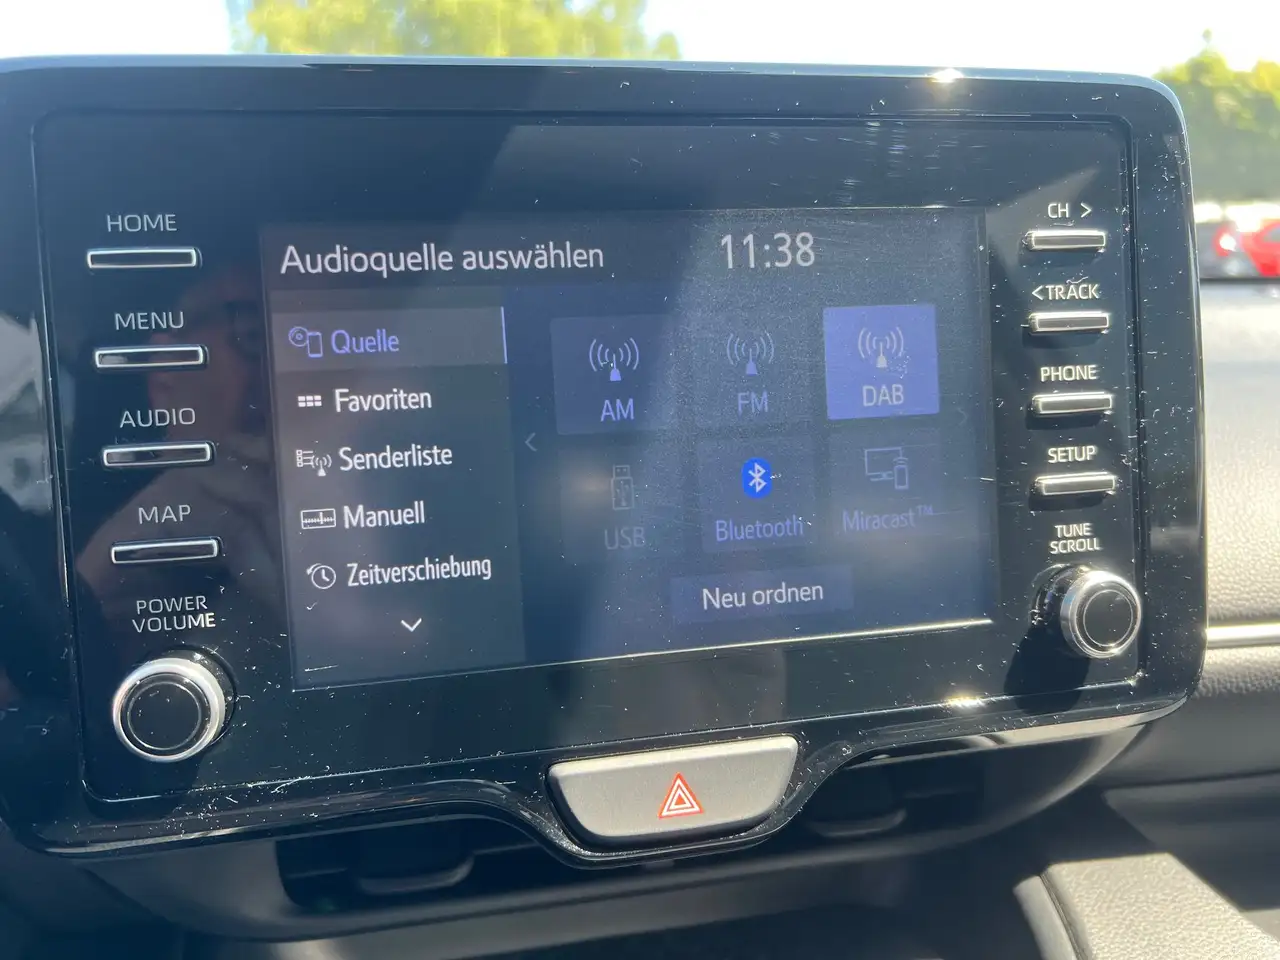 HOME
MENU
AUDIO
MAP
POWER
VOLUME
Audioquelle auswählen
11:38
Quelle
Favoriten
Senderliste
Manuell
Zeitverschiebung
AM
FM
DAB
USB
Bluetooth
Miracast™
Neu ordnen
CH >
< TRACK
PHONE
SETUP
TUNE
SCROLL